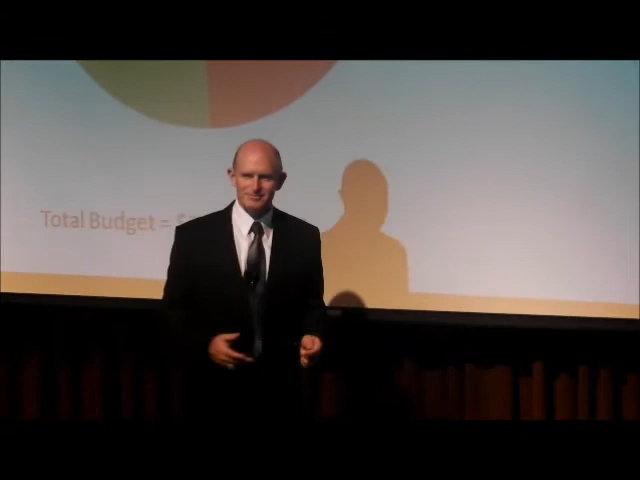 Total Budget = $